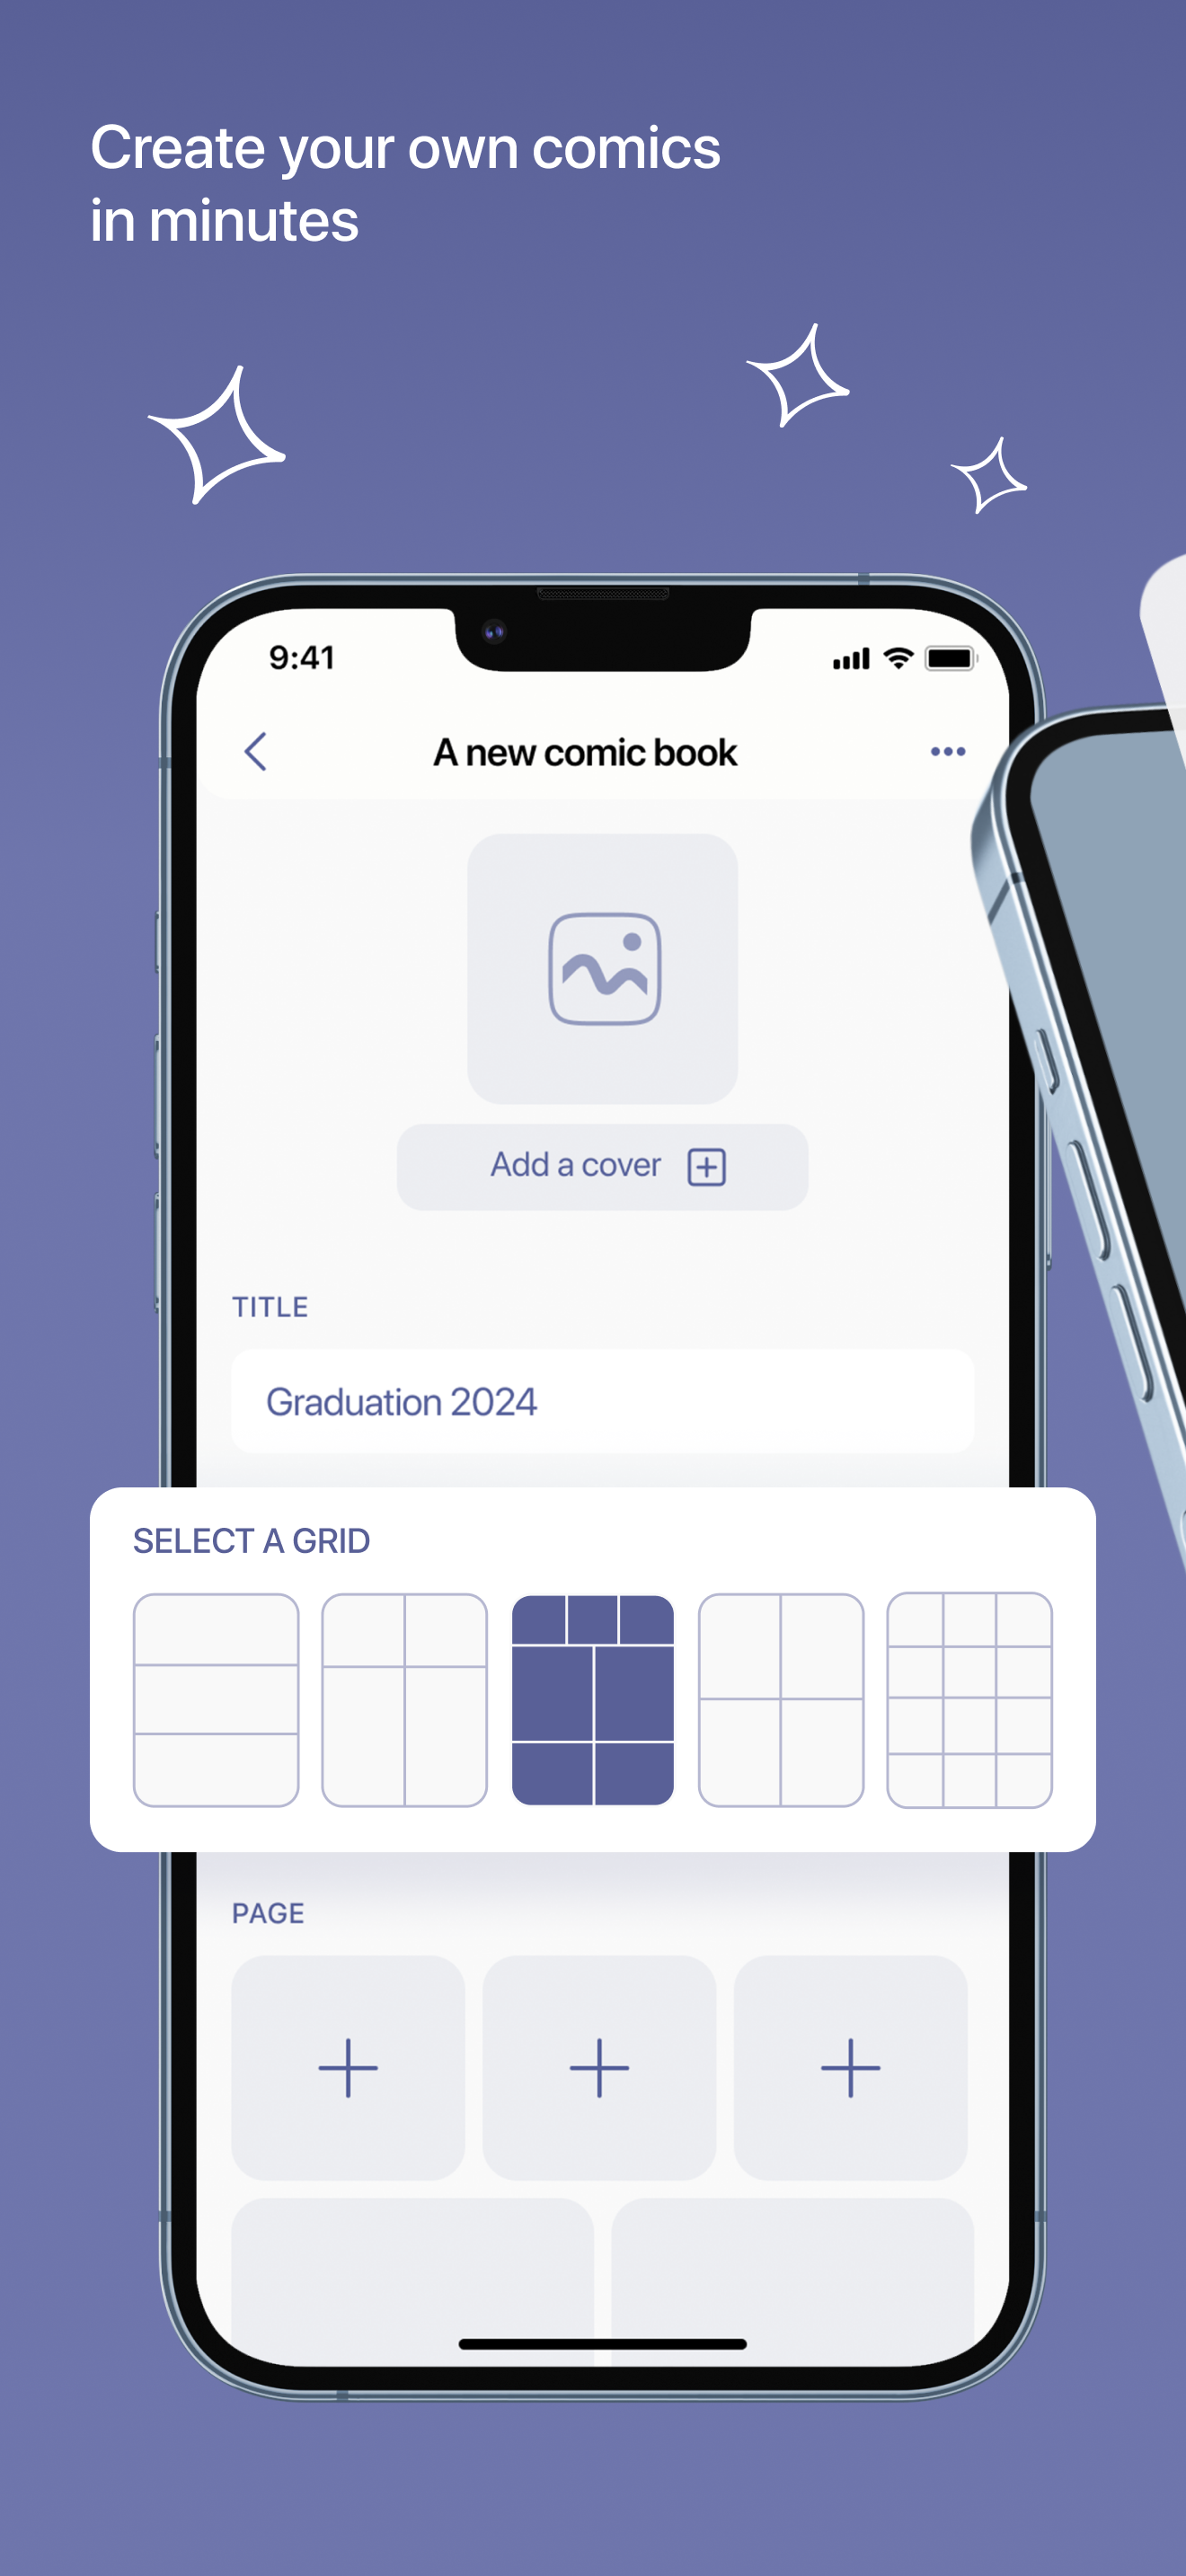 Create your own comics
in minutes
9:41
A new comic book
Add a cover
TITLE
Graduation 2024
SELECT A GRID
PAGE